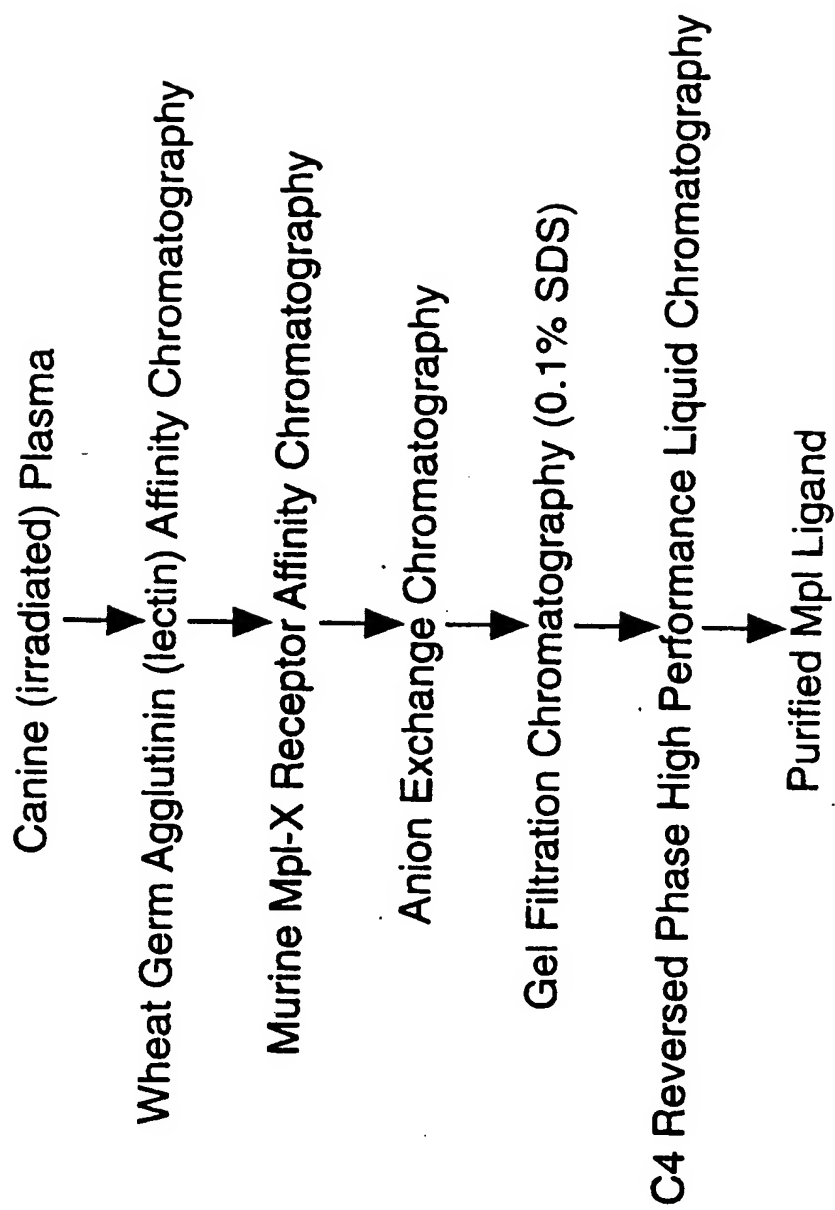 Canine (irradiated) Plasma
Wheat Germ Agglutinin (lectin) Affinity Chromatography
Murine Mpl-X Receptor Affinity Chromatography
Anion Exchange Chromatography
Gel Filtration Chromatography (0.1% SDS)
C4 Reversed Phase High Performance Liquid Chromatography
Purified Mpl Ligand